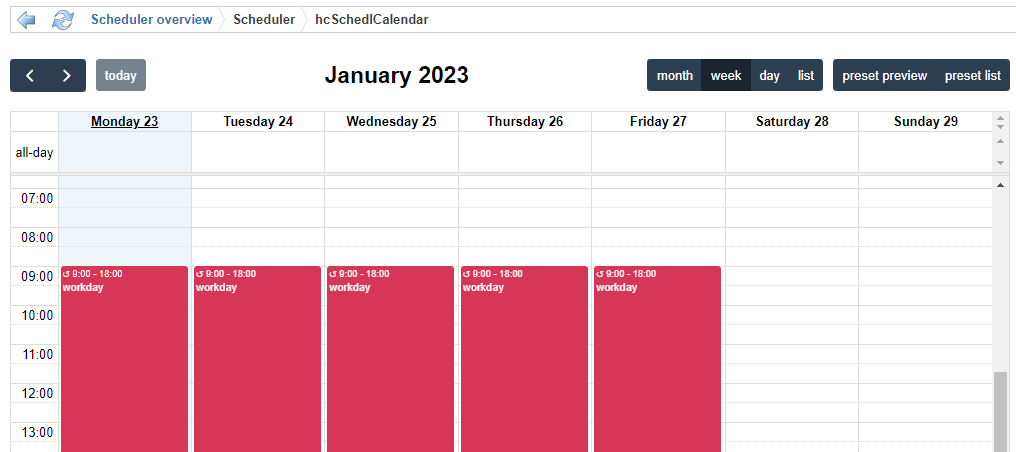 Scheduler overview Scheduler hcSchedlCalendar
today January 2023 month week day list preset preview preset list
Monday 23 Tuesday 24 Wednesday 25 Thursday 26 Friday 27 Saturday 28 Sunday 29
all-day
07:00
08:00
09:00 ↺ 9:00 - 18:00 ↺ 9:00 - 18:00 ↺ 9:00 - 18:00 ↺ 9:00 - 18:00 ↺ 9:00 - 18:00
workday workday workday workday workday
10:00
11:00
12:00
13:00